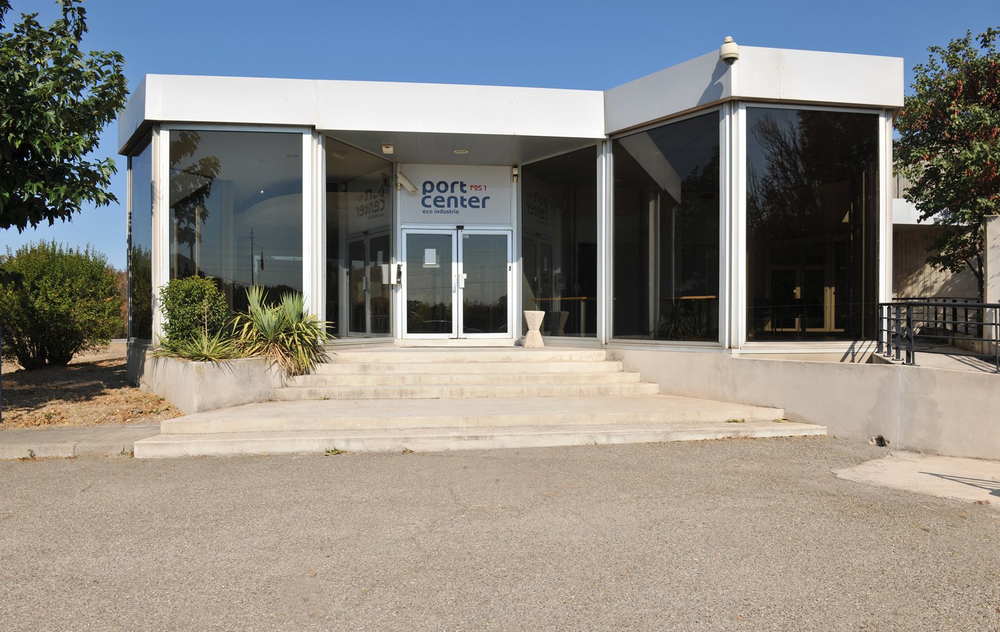 port FOS 1
center
eco industrie